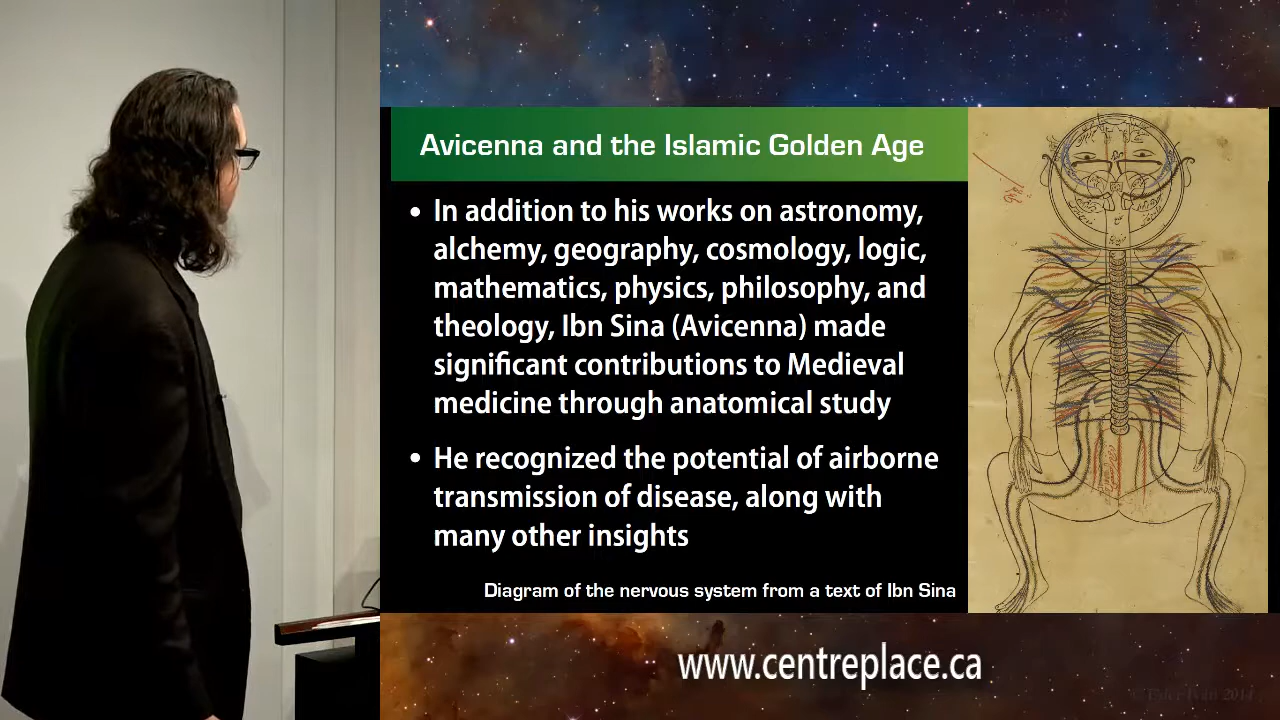 Avicenna and the Islamic Golden Age
• In addition to his works on astronomy,
alchemy, geography, cosmology, logic,
mathematics, physics, philosophy, and
theology, Ibn Sina (Avicenna) made
significant contributions to Medieval
medicine through anatomical study
• He recognized the potential of airborne
transmission of disease, along with
many other insights
Diagram of the nervous system from a text of Ibn Sina
www.centreplace.ca